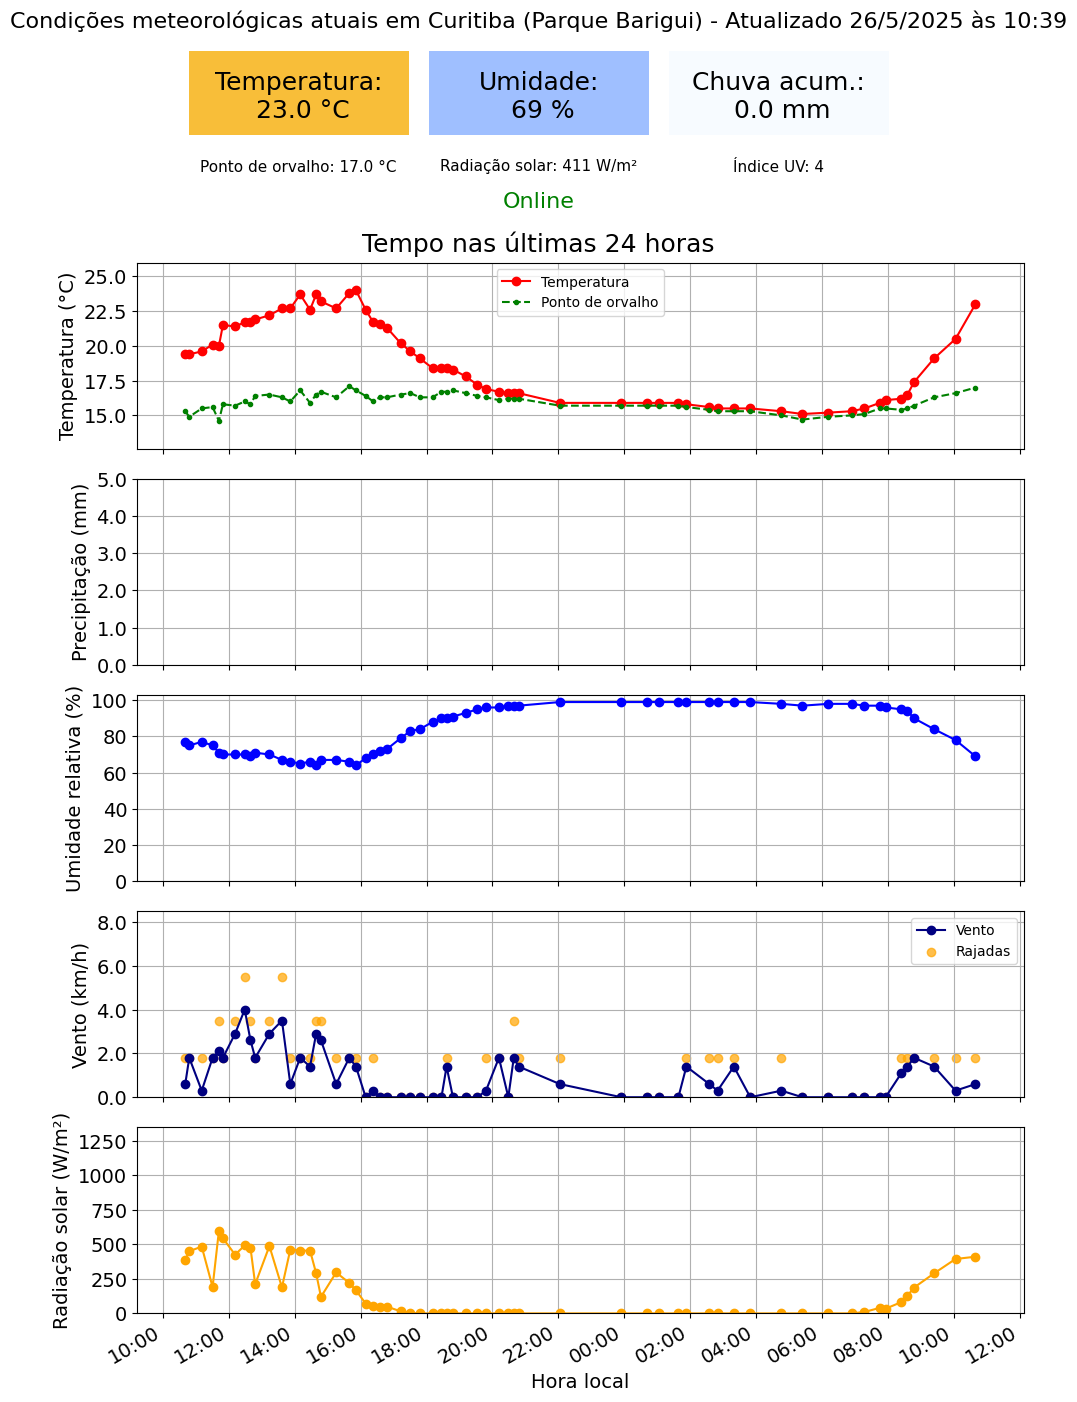 Condições meteorológicas atuais em Curitiba (Parque Barigui) - Atualizado 26/5/2025 às 10:39
Temperatura:
23.0 °C
Umidade:
69 %
Chuva acum.:
0.0 mm
Ponto de orvalho: 17.0 °C
Radiação solar: 411 W/m²
Índice UV: 4
Online
Tempo nas últimas 24 horas
Temperatura (°C)
25.0
22.5
20.0
17.5
15.0
Temperatura
Ponto de orvalho
Precipitação (mm)
5.0
4.0
3.0
2.0
1.0
0.0
Umidade relativa (%)
100
80
60
40
20
0
Vento (km/h)
8.0
6.0
4.0
2.0
0.0
Vento
Rajadas
Radiação solar (W/m²)
1250
1000
750
500
250
0
10:00
12:00
14:00
16:00
18:00
20:00
22:00
00:00
02:00
04:00
06:00
08:00
10:00
12:00
Hora local